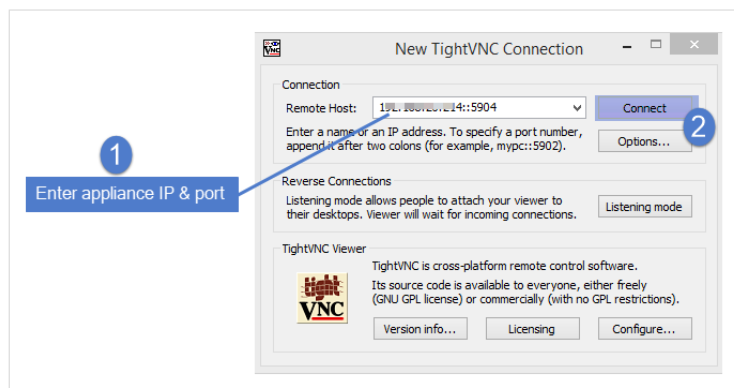 New TightVNC Connection
Connection
Remote Host: ::5904
Connect
Enter a name or an IP address. To specify a port number,
append it after two colons (for example, mypc::5902).
Options...
2
1
Enter appliance IP & port
Reverse Connections
Listening mode allows people to attach your viewer to
their desktops. Viewer will wait for incoming connections.
Listening mode
TightVNC Viewer
TightVNC is cross-platform remote control software.
Its source code is available to everyone, either freely
(GNU GPL license) or commercially (with no GPL restrictions).
tight
VNC
Version info...
Licensing
Configure...